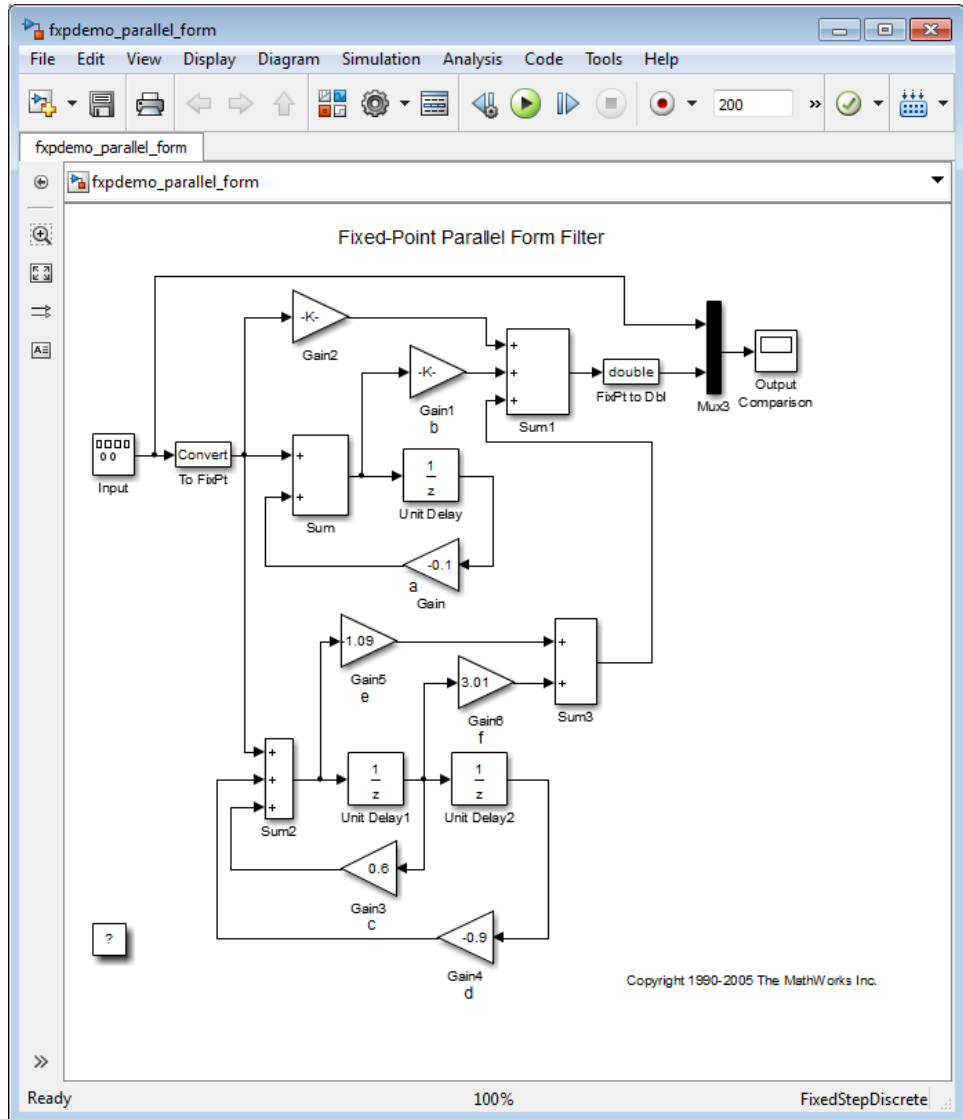 fxpdemo_parallel_form
File Edit View Display Diagram Simulation Analysis Code Tools Help
200 »
fxpdemo_parallel_form
fxpdemo_parallel_form
Fixed-Point Parallel Form Filter
-K-
Gain2
-K-
Gain1
b
+
+
+
Sum1
double
FixPt to Dbl
Mux3
Output
Comparison
Input
Convert
To FixPt
+
+
Sum
1
z
Unit Delay
-0.1
a
Gain
-1.09
Gain5
e
3.01
Gain6
f
+
+
Sum3
+
+
+
Sum2
1
z
Unit Delay1
1
z
Unit Delay2
0.6
Gain3
c
-0.9
Gain4
d
?
Copyright 1990-2005 The MathWorks Inc.
»
Ready 100% FixedStepDiscrete